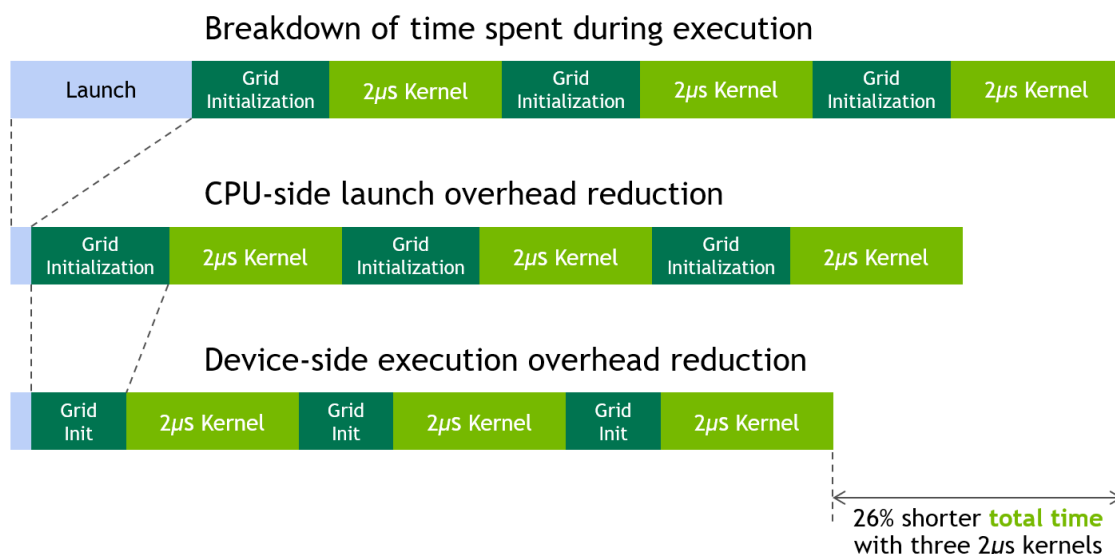 Breakdown of time spent during execution
Launch
Grid
Initialization
2µs Kernel
Grid
Initialization
2µs Kernel
Grid
Initialization
2µs Kernel
CPU-side launch overhead reduction
Grid
Initialization
2µs Kernel
Grid
Initialization
2µs Kernel
Grid
Initialization
2µs Kernel
Device-side execution overhead reduction
Grid
Init
2µs Kernel
Grid
Init
2µs Kernel
Grid
Init
2µs Kernel
26% shorter total time
with three 2µs kernels